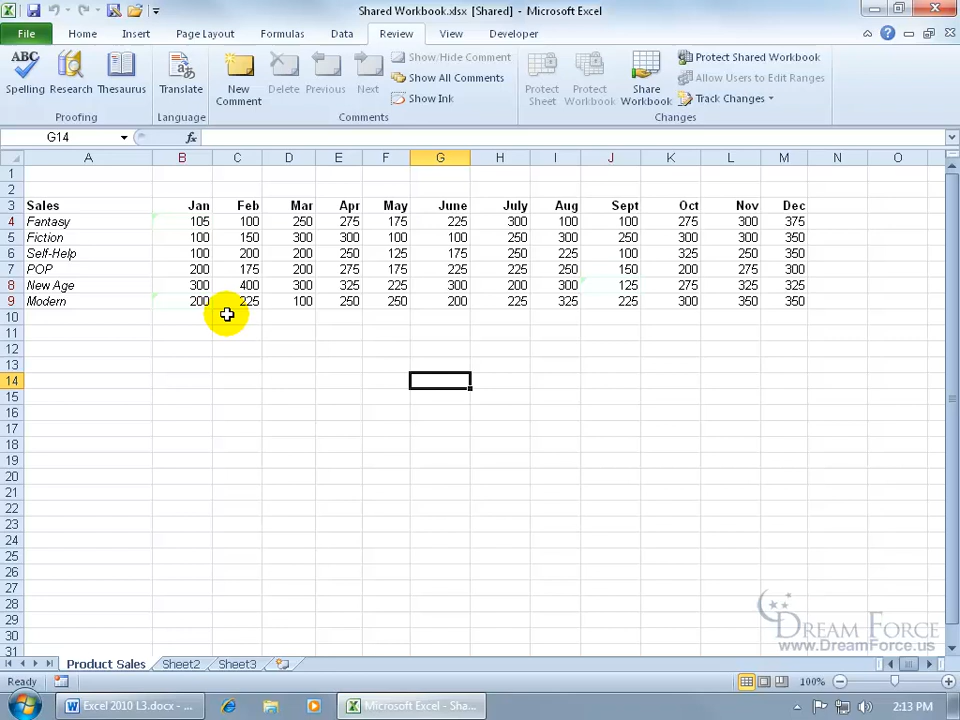 Shared Workbook.xlsx [Shared] - Microsoft Excel
File Home Insert Page Layout Formulas Data Review View Developer
ABC
Spelling Research Thesaurus
Proofing
Translate
Language
New Comment Delete Previous Next
Show/Hide Comment
Show All Comments
Show Ink
Comments
Protect Sheet Protect Workbook Share Workbook
Protect Shared Workbook
Allow Users to Edit Ranges
Track Changes
Changes
G14 fx
A B C D E F G H I J K L M N O
1
2
3 Sales Jan Feb Mar Apr May June July Aug Sept Oct Nov Dec
4 Fantasy 105 100 250 275 175 225 300 100 100 275 300 375
5 Fiction 100 150 300 300 100 100 250 300 250 300 300 350
6 Self-Help 100 200 200 250 125 175 250 225 100 325 250 350
7 POP 200 175 200 275 175 225 225 250 150 200 275 300
8 New Age 300 400 300 325 225 300 200 300 125 275 325 325
9 Modern 200 225 100 250 250 200 225 325 225 300 350 350
10
11
12
13
14
15
16
17
18
19
20
21
22
23
24
25
26
27
28
29
30
31
DREAM FORCE
www.DreamForce.us
Product Sales Sheet2 Sheet3
Ready 100%
Excel 2010 L3.docx - ... Microsoft Excel - Sha... 2:13 PM